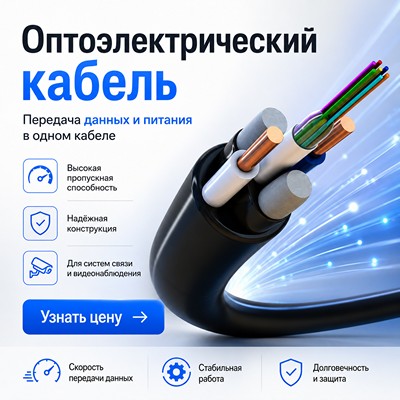 Оптоэлектрический
кабель
Передача данных и питания
в одном кабеле
Высокая
пропускная
способность
Надёжная
конструкция
Для систем связи
и видеонаблюдения
Узнать цену →
Скорость
передачи данных
Стабильная
работа
Долговечность
и защита